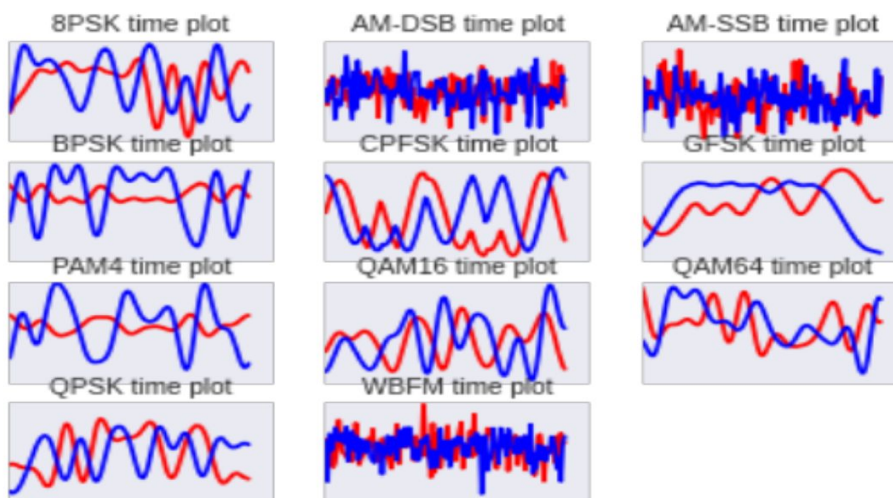 8PSK time plot
AM-DSB time plot
AM-SSB time plot
BPSK time plot
CPFSK time plot
GFSK time plot
PAM4 time plot
QAM16 time plot
QAM64 time plot
QPSK time plot
WBFM time plot